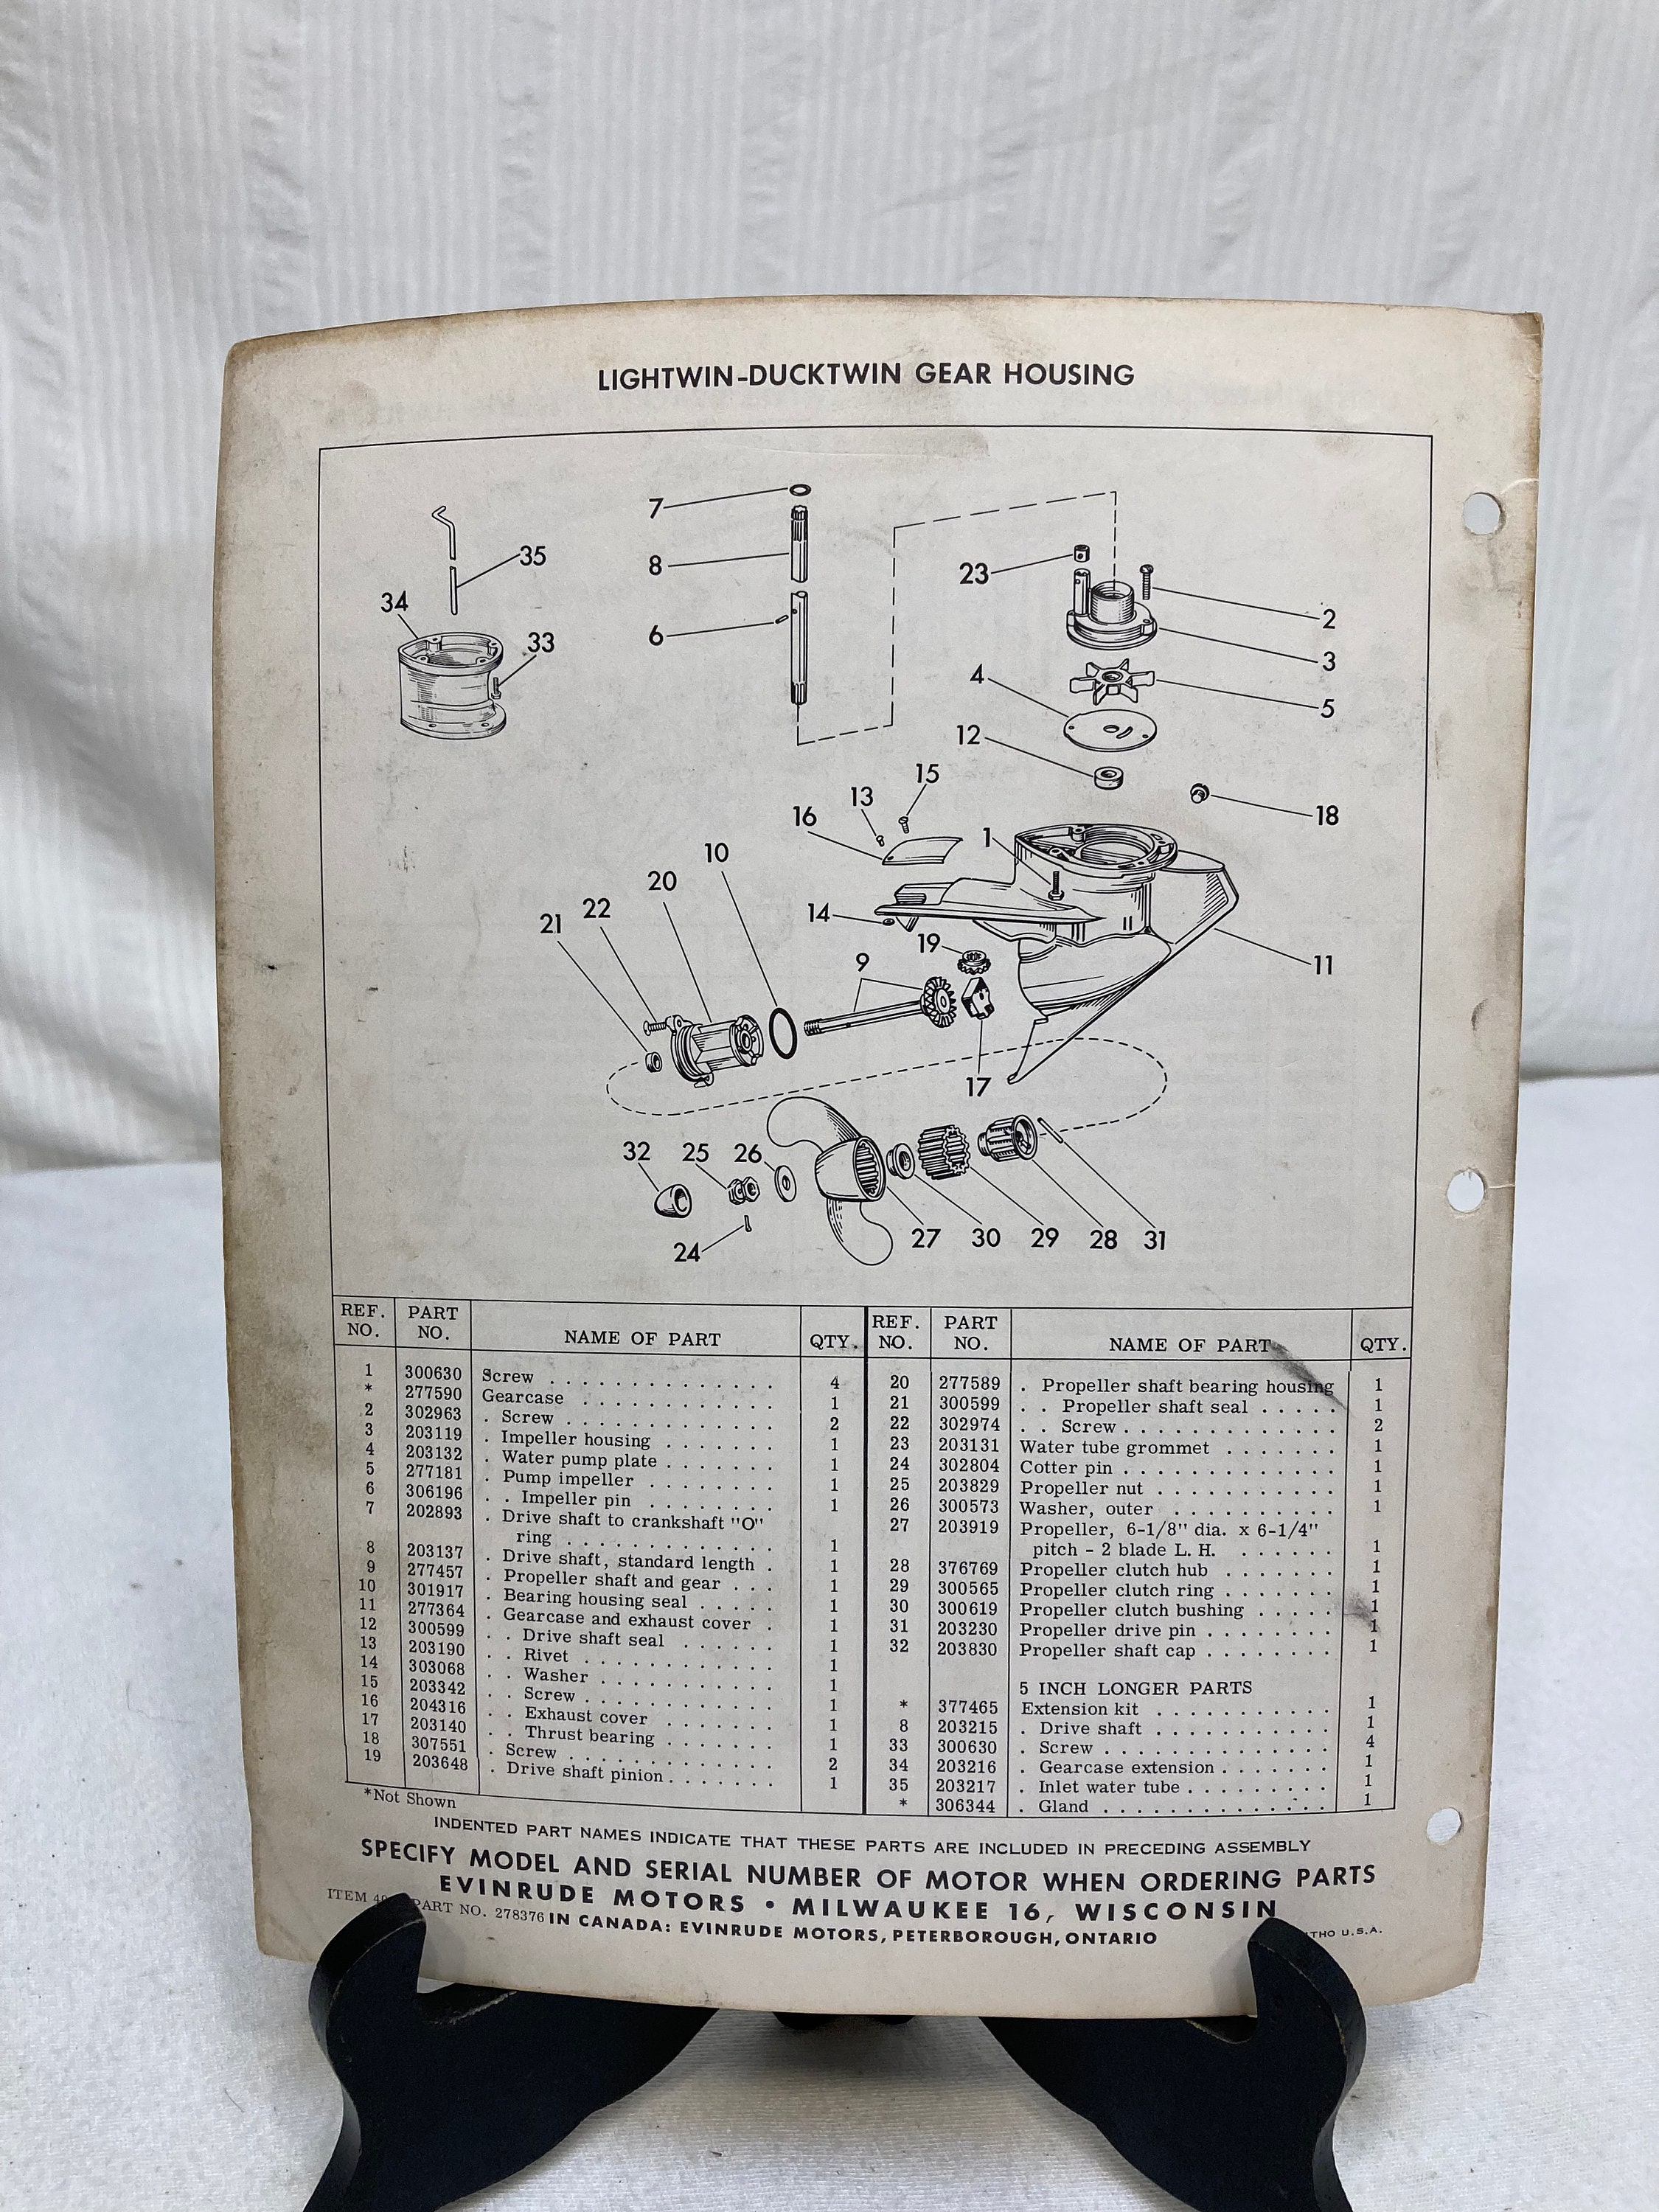 LIGHTWIN-DUCKTWIN GEAR HOUSING
7
35
8
23
34
2
6
33
3
4
5
12
15
13
18
16
1
10
20
14
22
21
19
9
11
17
32
25
26
27
30
29
28
31
24
REF. NO. PART NO. NAME OF PART QTY.
1 300630 Screw . . . . . . . . . . . . . . 4
* 277590 Gearcase . . . . . . . . . . . . 1
2 302963 . Screw . . . . . . . . . . . . . 2
3 203119 . Impeller housing . . . . . . . 1
4 203132 . Water pump plate . . . . . . . 1
5 277181 . Pump impeller . . . . . . . . 1
6 306196 . . Impeller pin . . . . . . . 1
7 202893 . Drive shaft to crankshaft "O"
ring . . . . . . . . . . . . . 1
8 203137 . Drive shaft, standard length . 1
9 277457 . Propeller shaft and gear . . . 1
10 301917 . Bearing housing seal . . . . . 1
11 277364 . Gearcase and exhaust cover . 1
12 300599 . . Drive shaft seal . . . . . . 1
13 203190 . . Rivet . . . . . . . . . . . 1
14 303068 . . Washer . . . . . . . . . . 1
15 203342 . . Screw . . . . . . . . . . . 1
16 204316 . . Exhaust cover . . . . . . . 1
17 203140 . . Thrust bearing . . . . . . . 1
18 307551 . Screw . . . . . . . . . . . . 2
19 203648 . Drive shaft pinion . . . . . . . 1
*Not Shown
REF. NO. PART NO. NAME OF PART QTY.
20 277589 . Propeller shaft bearing housing 1
21 300599 . . Propeller shaft seal . . . . . 1
22 302974 . . Screw . . . . . . . . . . . . . 2
23 203131 Water tube grommet . . . . . . . 1
24 302804 Cotter pin . . . . . . . . . . . . . 1
25 203829 Propeller nut . . . . . . . . . . . 1
26 300573 Washer, outer . . . . . . . . . . . 1
27 203919 Propeller, 6-1/8" dia. x 6-1/4"
pitch - 2 blade L. H. . . . . . . 1
28 376769 Propeller clutch hub . . . . . . . 1
29 300565 Propeller clutch ring . . . . . . . 1
30 300619 Propeller clutch bushing . . . . . 1
31 203230 Propeller drive pin . . . . . . . . 1
32 203830 Propeller shaft cap . . . . . . . . 1
5 INCH LONGER PARTS
* 377465 Extension kit . . . . . . . . . . . 1
8 203215 . Drive shaft . . . . . . . . . . . 1
33 300630 . Screw . . . . . . . . . . . . . . 4
34 203216 . Gearcase extension . . . . . . . 1
35 203217 . Inlet water tube . . . . . . . . . 1
* 306344 . Gland . . . . . . . . . . . . . . 1
INDENTED PART NAMES INDICATE THAT THESE PARTS ARE INCLUDED IN PRECEDING ASSEMBLY
SPECIFY MODEL AND SERIAL NUMBER OF MOTOR WHEN ORDERING PARTS
EVINRUDE MOTORS • MILWAUKEE 16, WISCONSIN
ITEM PART NO. 278376 IN CANADA: EVINRUDE MOTORS, PETERBOROUGH, ONTARIO U.S.A.